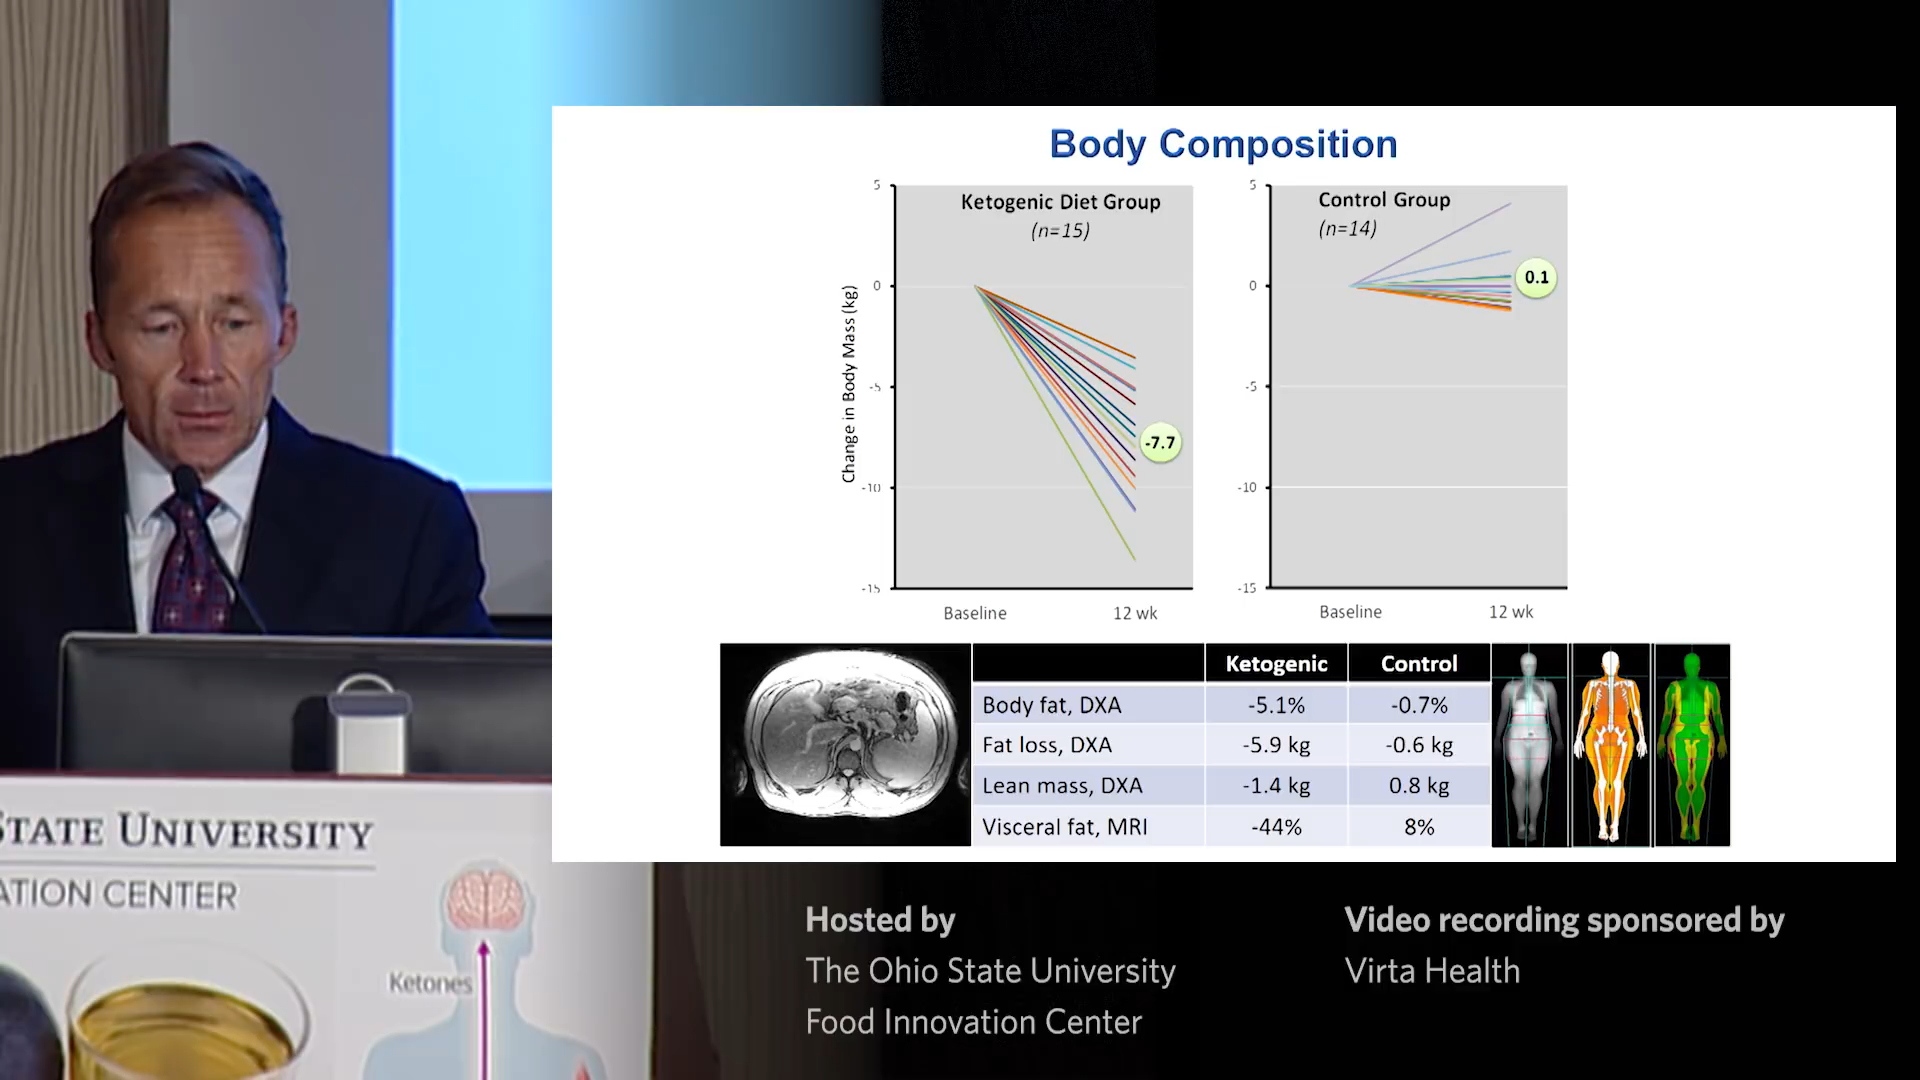 Body Composition
5
0
-5
-10
-15
Change in Body Mass (kg)
Ketogenic Diet Group
(n=15)
-7.7
Baseline
12 wk
5
0
-5
-10
-15
Control Group
(n=14)
0.1
Baseline
12 wk
Ketogenic Control
Body fat, DXA -5.1% -0.7%
Fat loss, DXA -5.9 kg -0.6 kg
Lean mass, DXA -1.4 kg 0.8 kg
Visceral fat, MRI -44% 8%
STATE UNIVERSITY
ATION CENTER
Ketones
Hosted by
The Ohio State University
Food Innovation Center
Video recording sponsored by
Virta Health